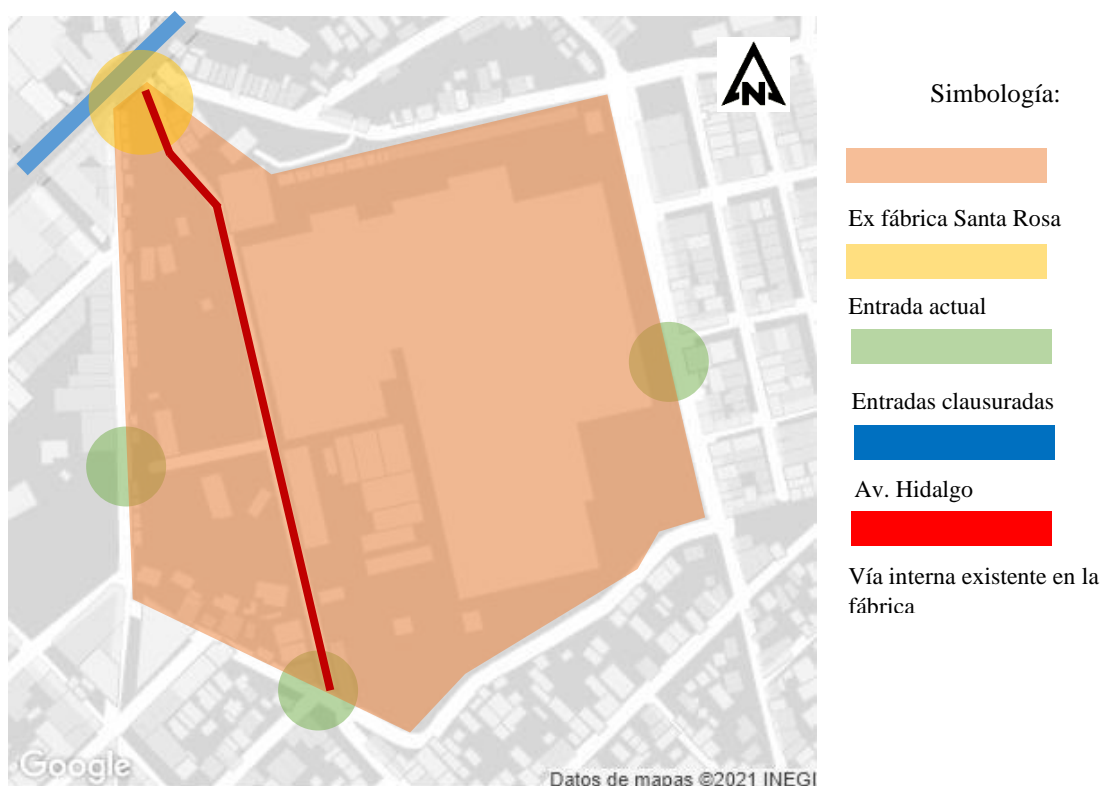 N
Simbología:
Ex fábrica Santa Rosa
Entrada actual
Entradas clausuradas
Av. Hidalgo
Vía interna existente en la
fábrica
Google
Datos de mapas ©2021 INEGI